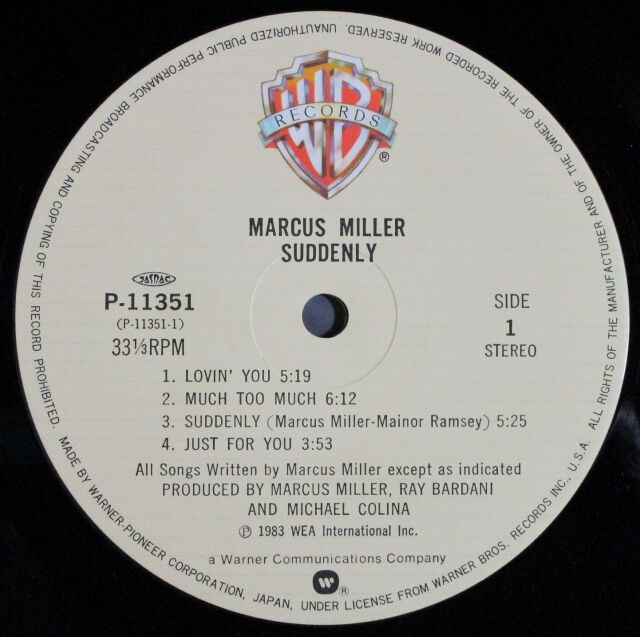 WB
RECORDS
®
MARCUS MILLER
SUDDENLY
JASRAC
P-11351
(P-11351-1)
33⅓RPM
SIDE
1
STEREO
1. LOVIN' YOU 5:19
2. MUCH TOO MUCH 6:12
3. SUDDENLY (Marcus Miller-Mainor Ramsey) 5:25
4. JUST FOR YOU 3:53
All Songs Written by Marcus Miller except as indicated
PRODUCED BY MARCUS MILLER, RAY BARDANI
AND MICHAEL COLINA
℗ 1983 WEA International Inc.
a Warner Communications Company
W ®
MADE BY WARNER-PIONEER CORPORATION, JAPAN, UNDER LICENSE FROM WARNER BROS. RECORDS INC., U.S.A. ALL RIGHTS OF THE MANUFACTURER AND OF THE OWNER OF THE RECORDED WORK RESERVED. UNAUTHORIZED PUBLIC PERFORMANCE BROADCASTING AND COPYING OF THIS RECORD PROHIBITED.